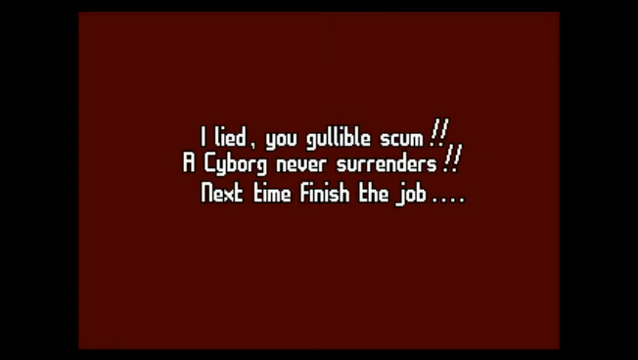 I lied, you gullible scum!!
A Cyborg never surrenders!!
Next time finish the job....